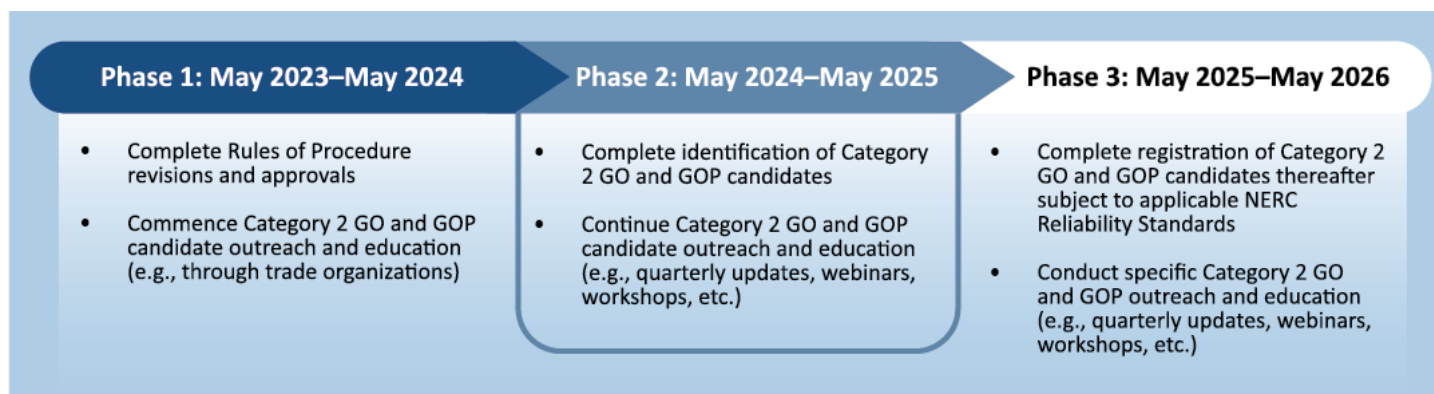 Phase 1: May 2023–May 2024
• Complete Rules of Procedure
revisions and approvals
• Commence Category 2 GO and GOP
candidate outreach and education
(e.g., through trade organizations)
Phase 2: May 2024–May 2025
• Complete identification of Category
2 GO and GOP candidates
• Continue Category 2 GO and GOP
candidate outreach and education
(e.g., quarterly updates, webinars,
workshops, etc.)
Phase 3: May 2025–May 2026
• Complete registration of Category 2
GO and GOP candidates thereafter
subject to applicable NERC
Reliability Standards
• Conduct specific Category 2 GO
and GOP outreach and education
(e.g., quarterly updates, webinars,
workshops, etc.)